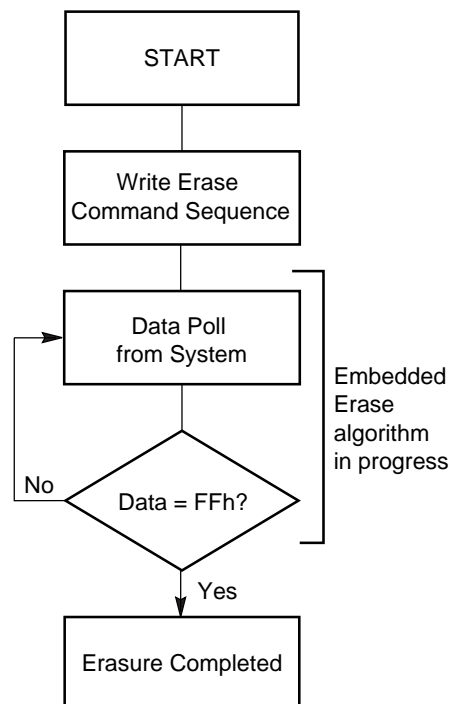 START
Write Erase
Command Sequence
Data Poll
from System
Embedded
Erase
algorithm
in progress
No
Data = FFh?
Yes
Erasure Completed